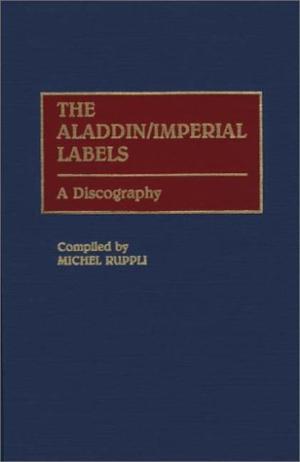 THE
ALADDIN/IMPERIAL
LABELS
A Discography
Compiled by
MICHEL RUPPLI